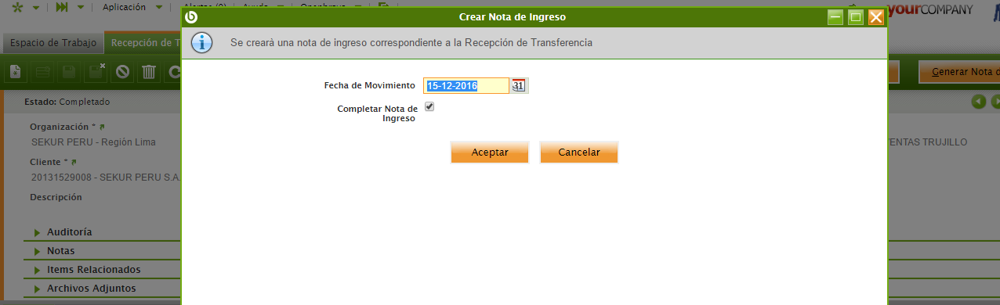 Aplicación
Alertas (0)
Ayuda
Openbravo
yourCOMPANY
Crear Nota de Ingreso
Se creará una nota de ingreso correspondiente a la Recepción de Transferencia
Espacio de Trabajo
Recepción de T
Generar Nota d
Fecha de Movimiento
15-12-2016
31
Completar Nota de
Ingreso
Aceptar
Cancelar
Estado: Completado
Organización *
SEKUR PERU - Región Lima
VENTAS TRUJILLO
Cliente *
20131529008 - SEKUR PERU S.A.
Descripción
Auditoría
Notas
Items Relacionados
Archivos Adjuntos